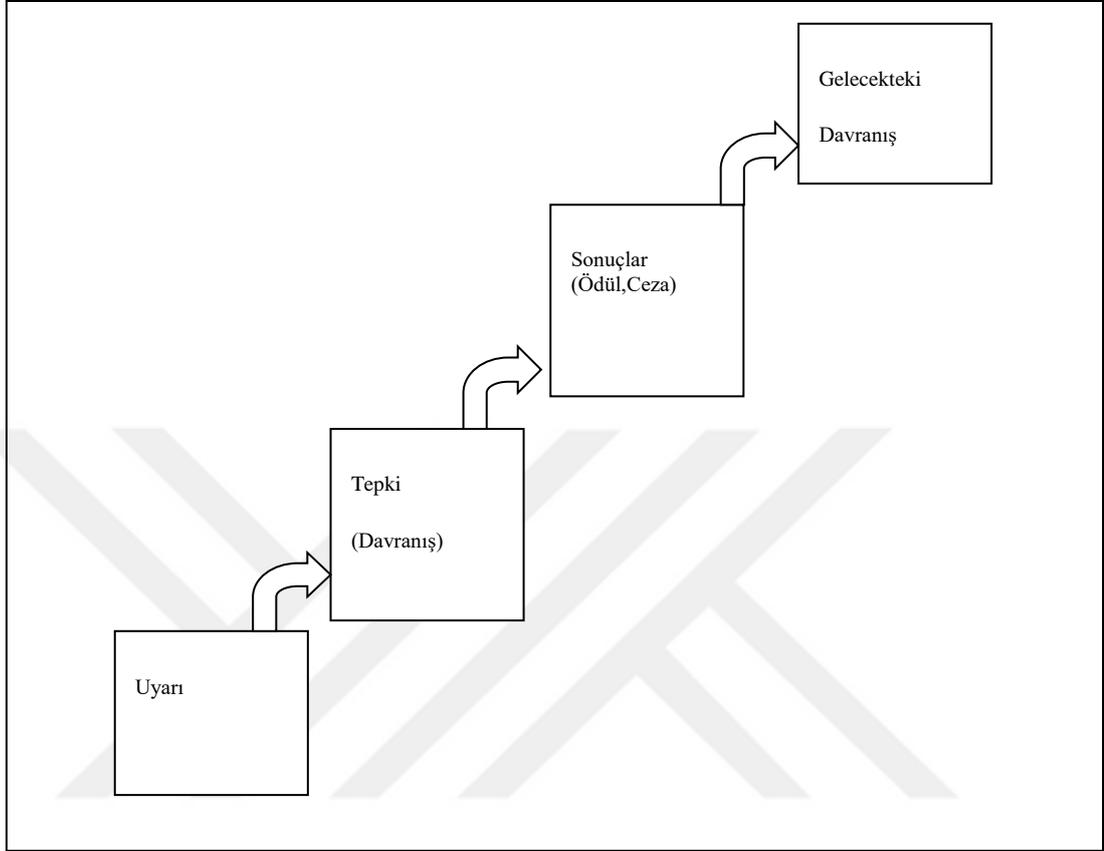 Gelecekteki
Davranış
Sonuçlar
(Ödül,Ceza)
Tepki
(Davranış)
Uyarı